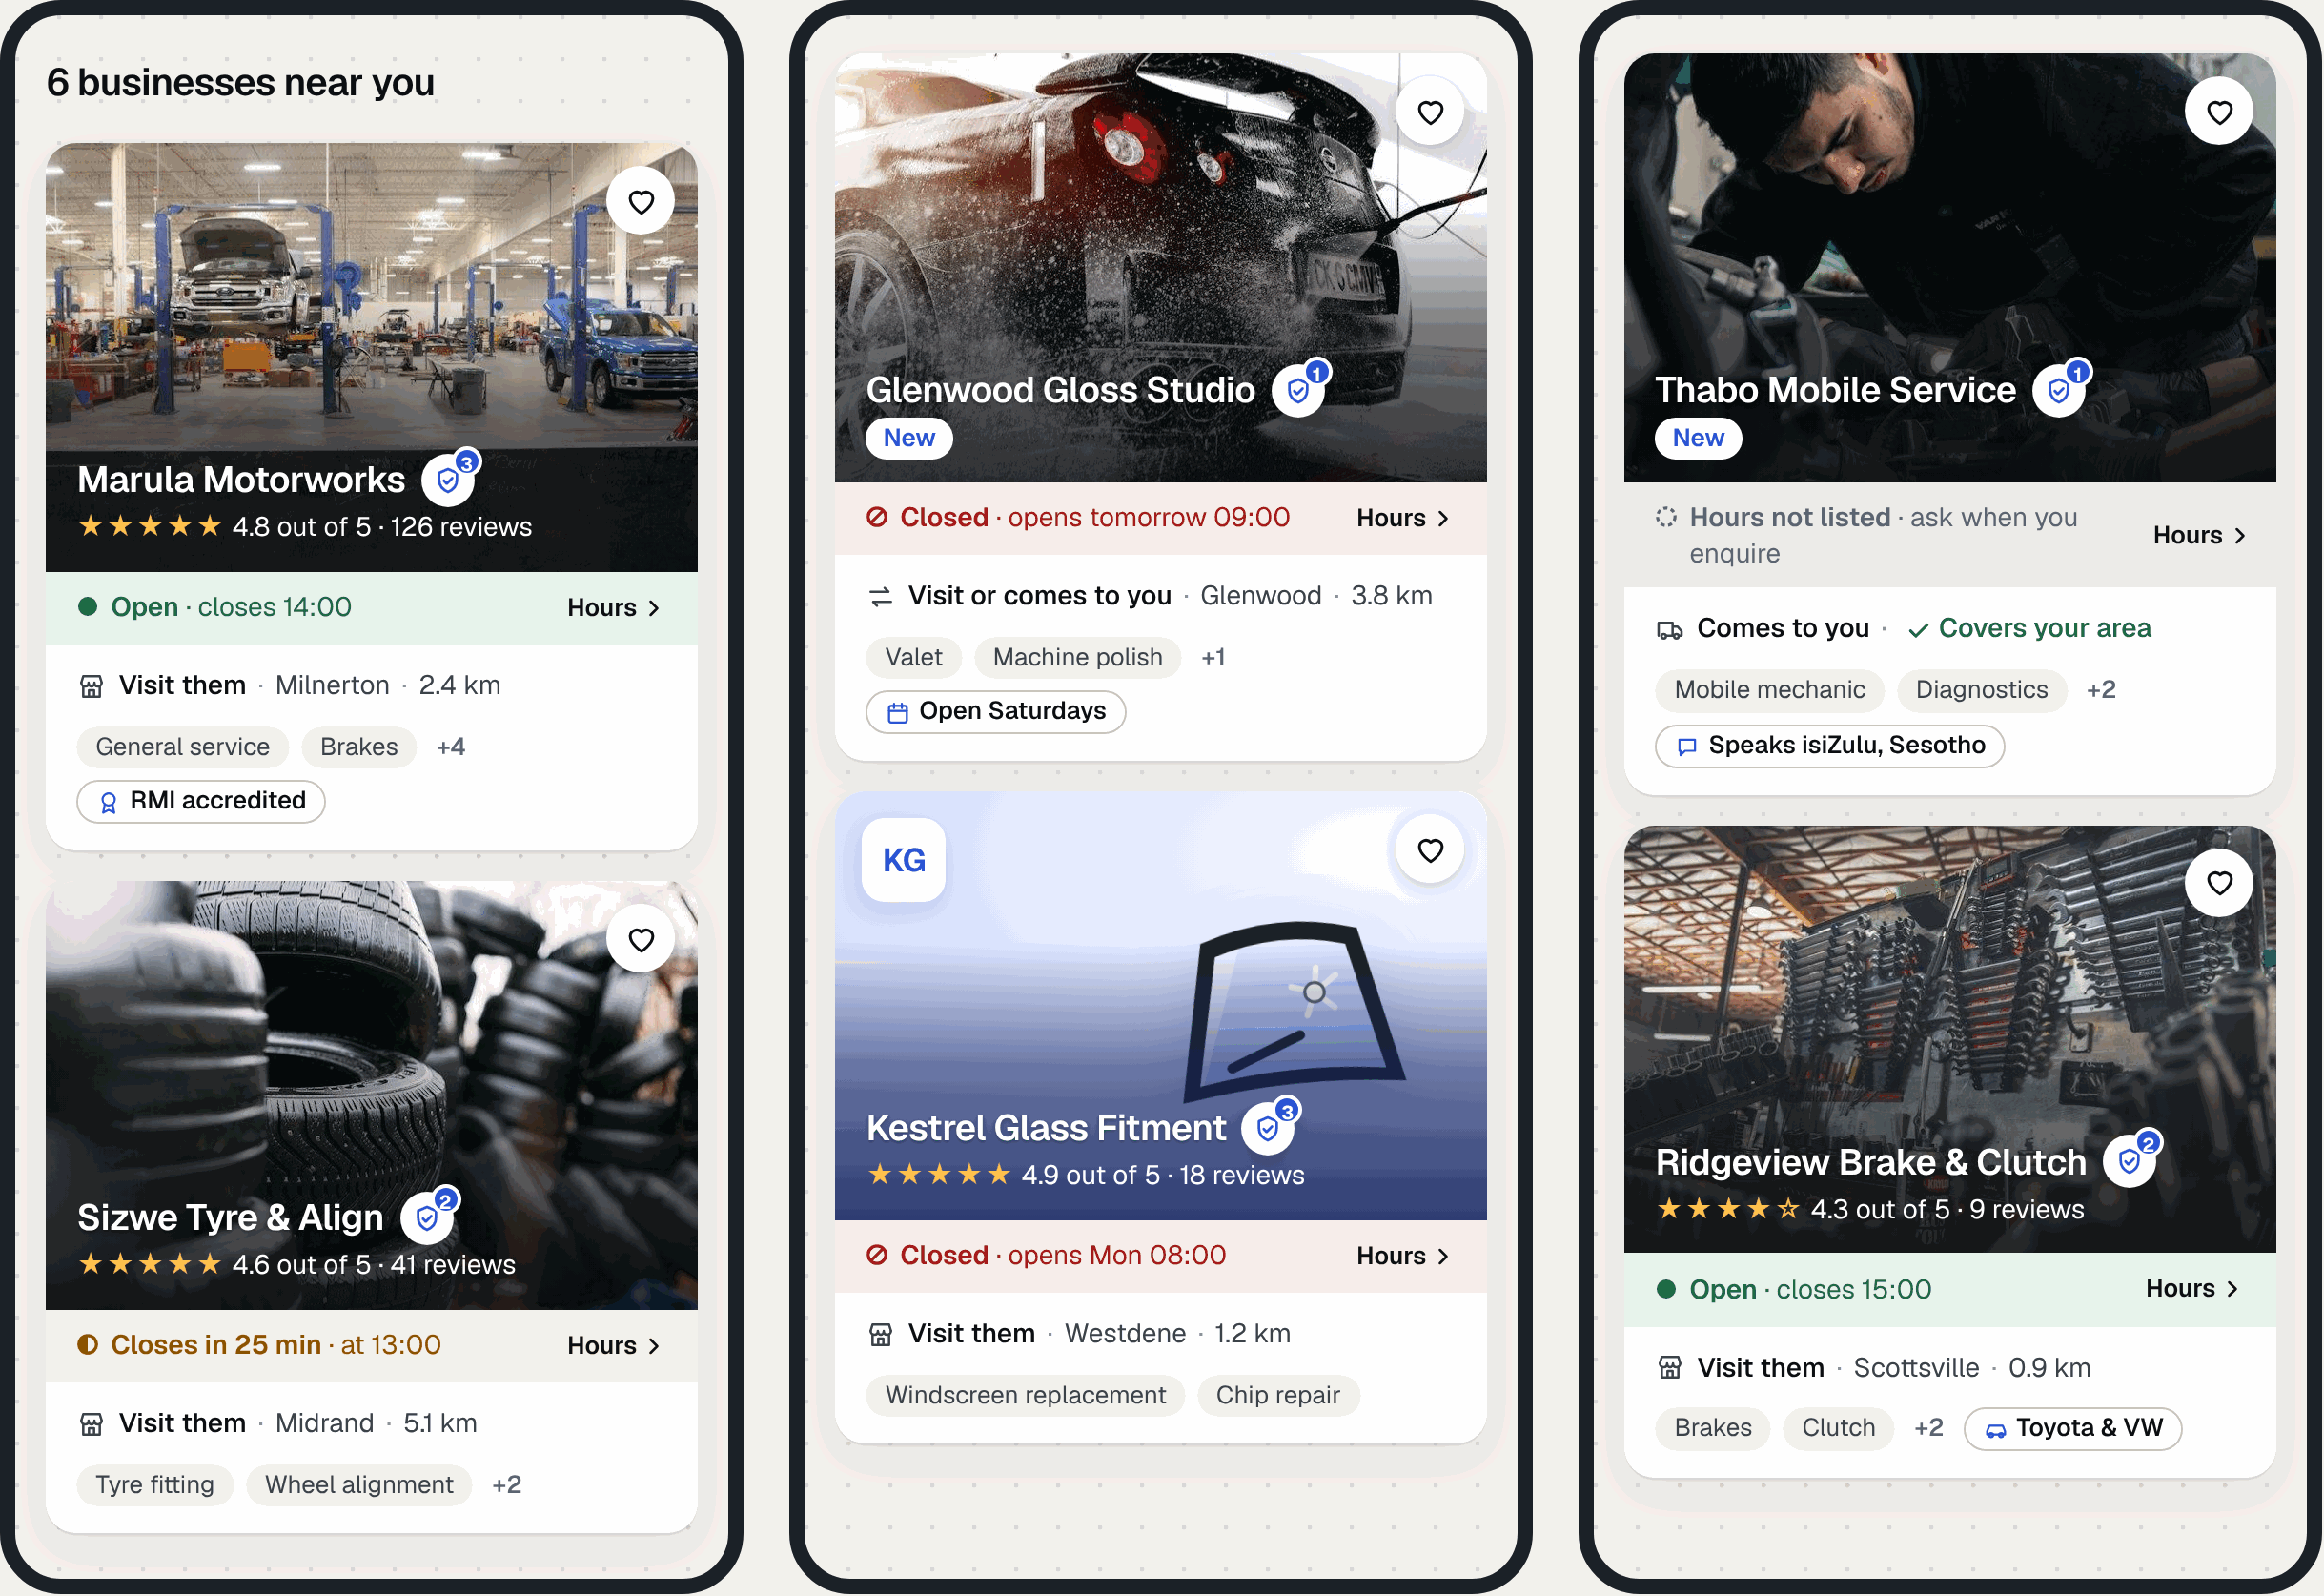 6 businesses near you
Marula Motorworks 3
4.8 out of 5 · 126 reviews
Open · closes 14:00 Hours
Visit them · Milnerton · 2.4 km
General service Brakes +4
RMI accredited
Sizwe Tyre & Align 2
4.6 out of 5 · 41 reviews
Closes in 25 min · at 13:00 Hours
Visit them · Midrand · 5.1 km
Tyre fitting Wheel alignment +2
Glenwood Gloss Studio 1
New
Closed · opens tomorrow 09:00 Hours
Visit or comes to you · Glenwood · 3.8 km
Valet Machine polish +1
Open Saturdays
KG
Kestrel Glass Fitment 3
4.9 out of 5 · 18 reviews
Closed · opens Mon 08:00 Hours
Visit them · Westdene · 1.2 km
Windscreen replacement Chip repair
Thabo Mobile Service 1
New
Hours not listed · ask when you
enquire
Hours
Comes to you · Covers your area
Mobile mechanic Diagnostics +2
Speaks isiZulu, Sesotho
Ridgeview Brake & Clutch 2
4.3 out of 5 · 9 reviews
Open · closes 15:00 Hours
Visit them · Scottsville · 0.9 km
Brakes Clutch +2 Toyota & VW